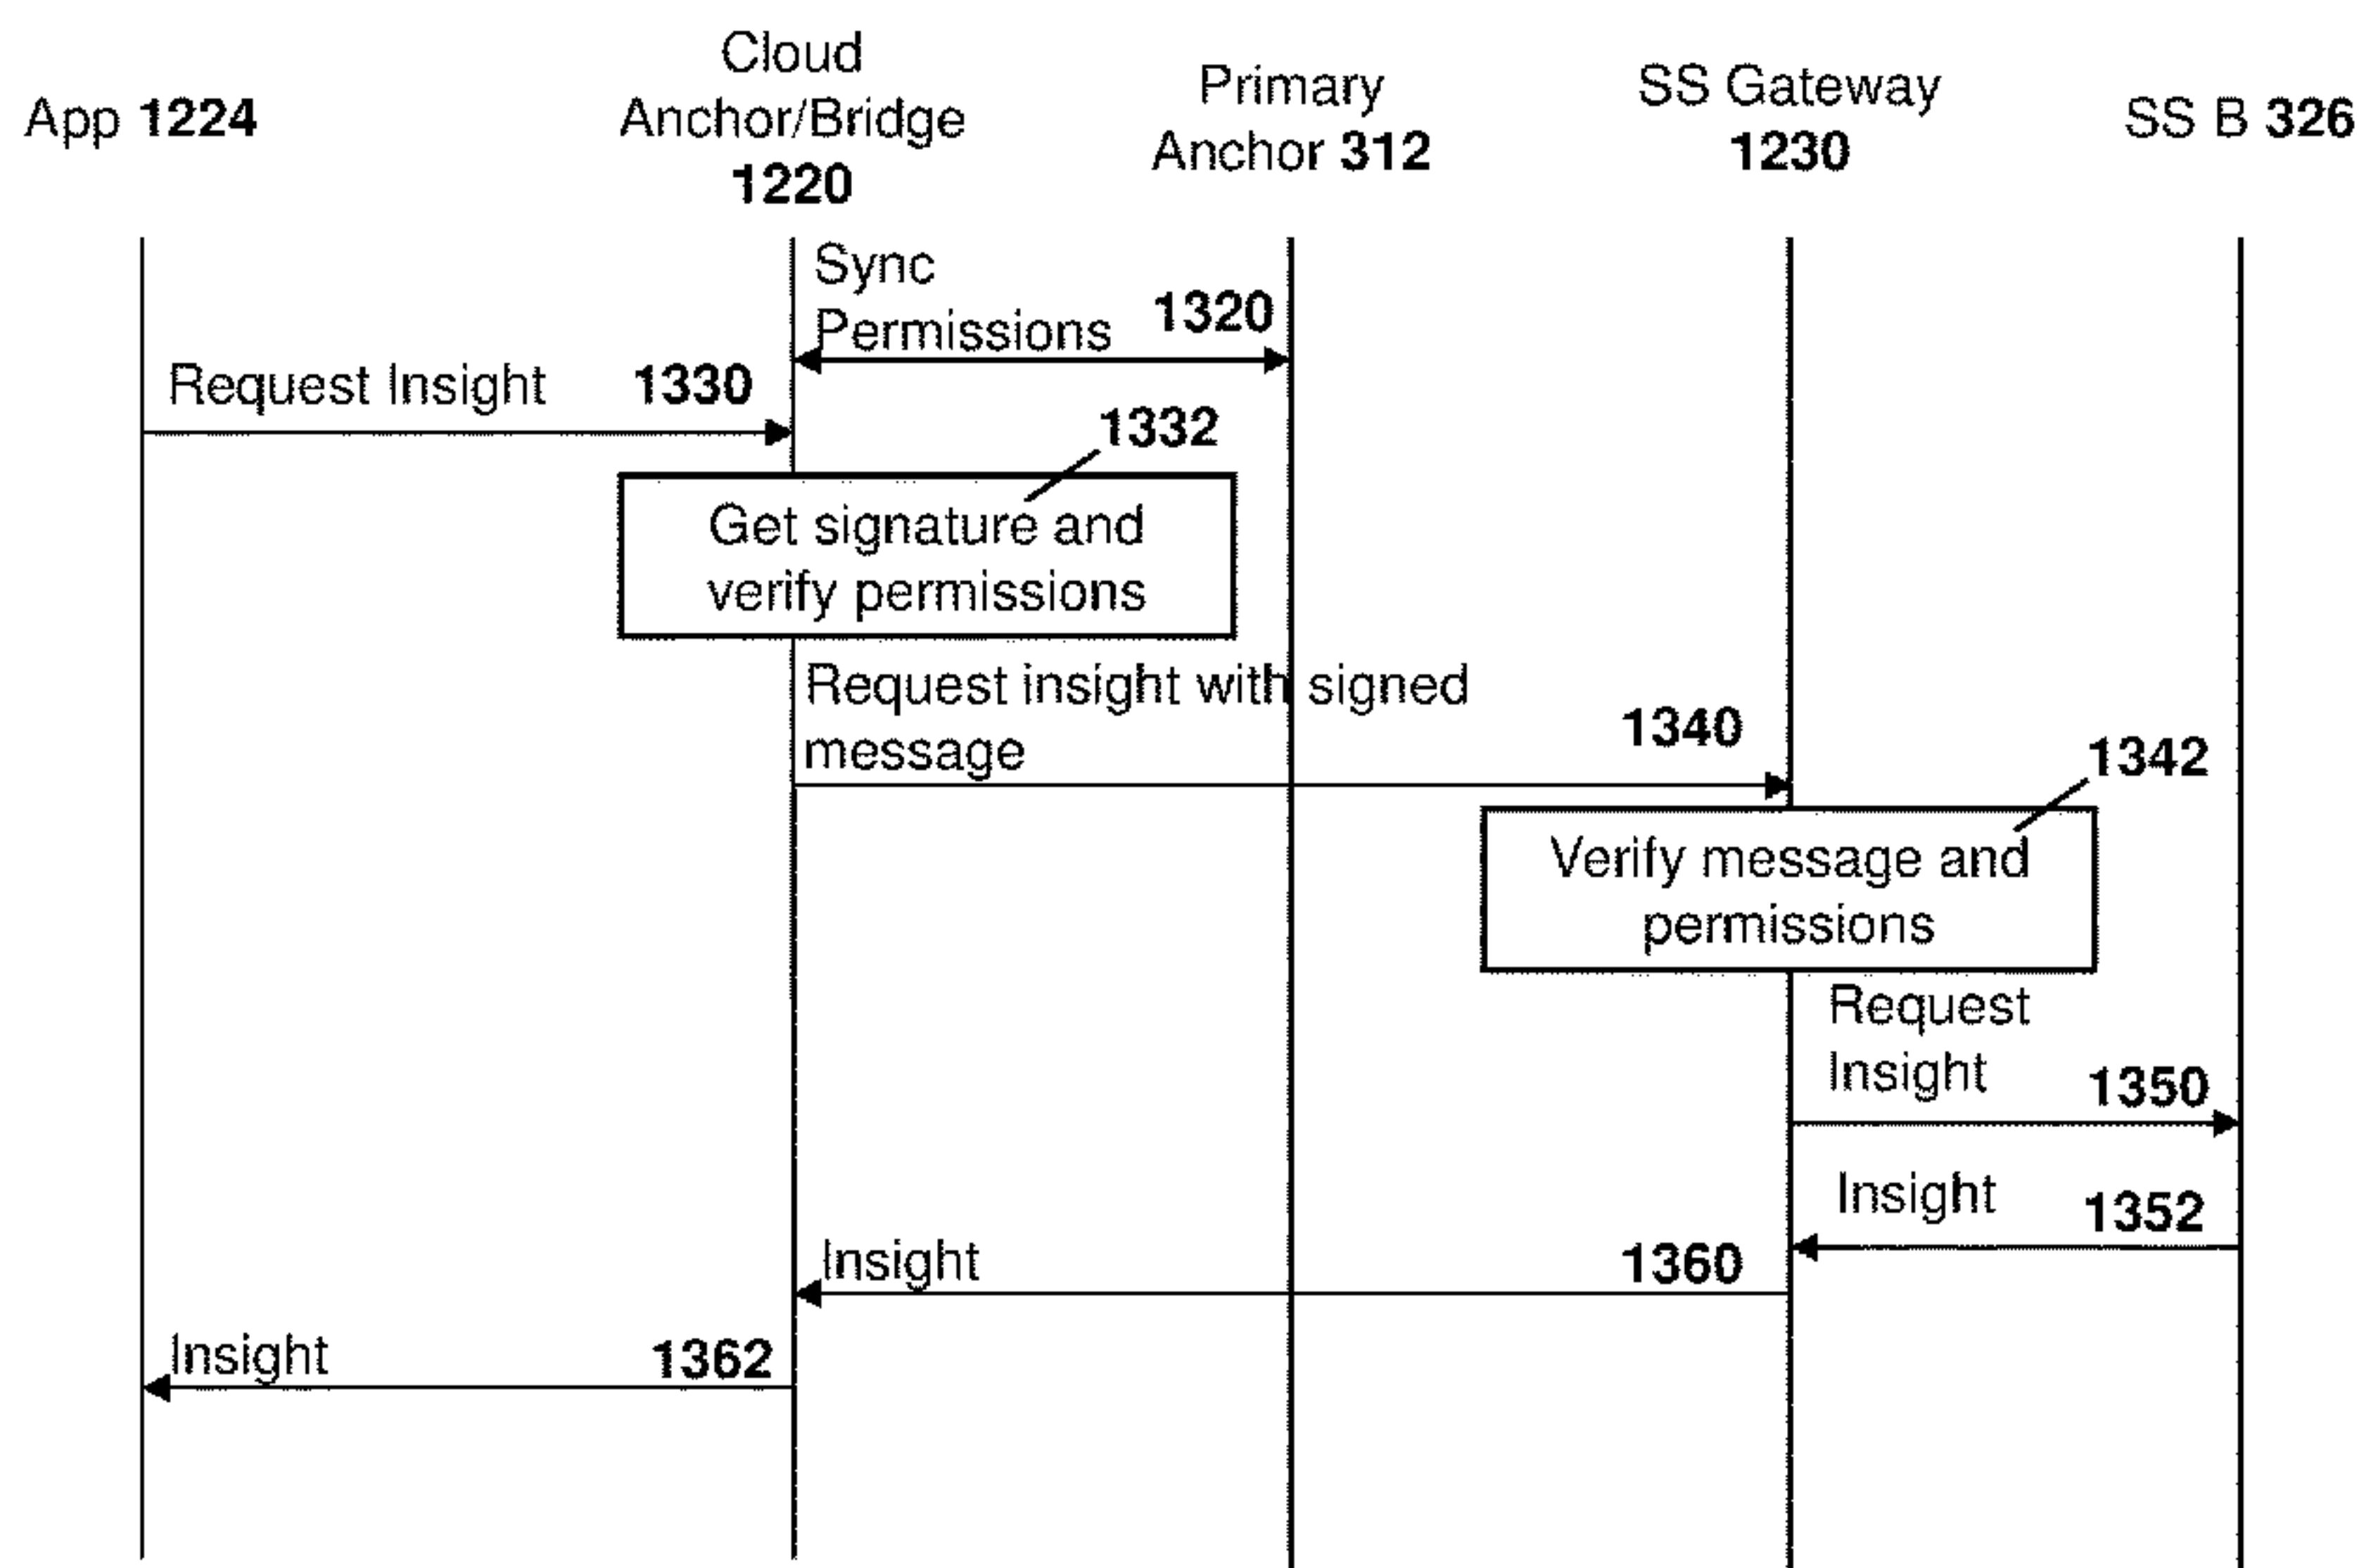 App 1224
Cloud
Anchor/Bridge
1220
Primary
Anchor 312
SS Gateway
1230
SS B 326
Sync
Permissions 1320
Request Insight 1330
1332
Get signature and
verify permissions
Request insight with signed
message
1340
1342
Verify message and
permissions
Request
Insight
1350
Insight 1352
Insight 1360
Insight 1362